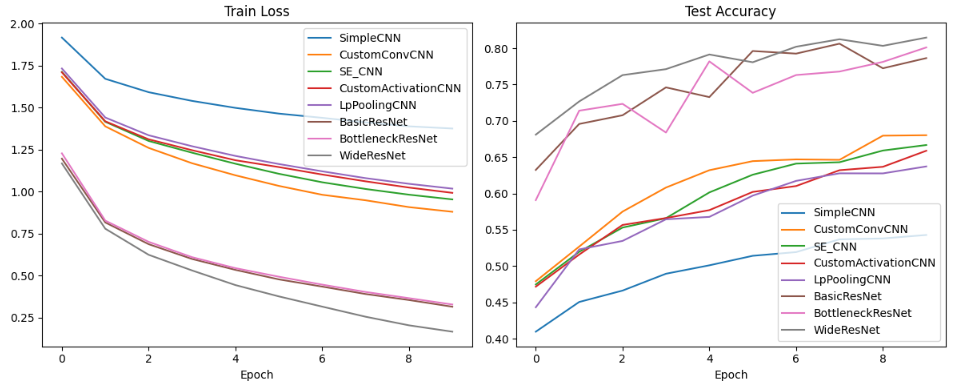 Train Loss
2.00
1.75
1.50
1.25
1.00
0.75
0.50
0.25
0 2 4 6 8
Epoch
SimpleCNN
CustomConvCNN
SE_CNN
CustomActivationCNN
LpPoolingCNN
BasicResNet
BottleneckResNet
WideResNet
Test Accuracy
0.80
0.75
0.70
0.65
0.60
0.55
0.50
0.45
0.40
0 2 4 6 8
Epoch
SimpleCNN
CustomConvCNN
SE_CNN
CustomActivationCNN
LpPoolingCNN
BasicResNet
BottleneckResNet
WideResNet